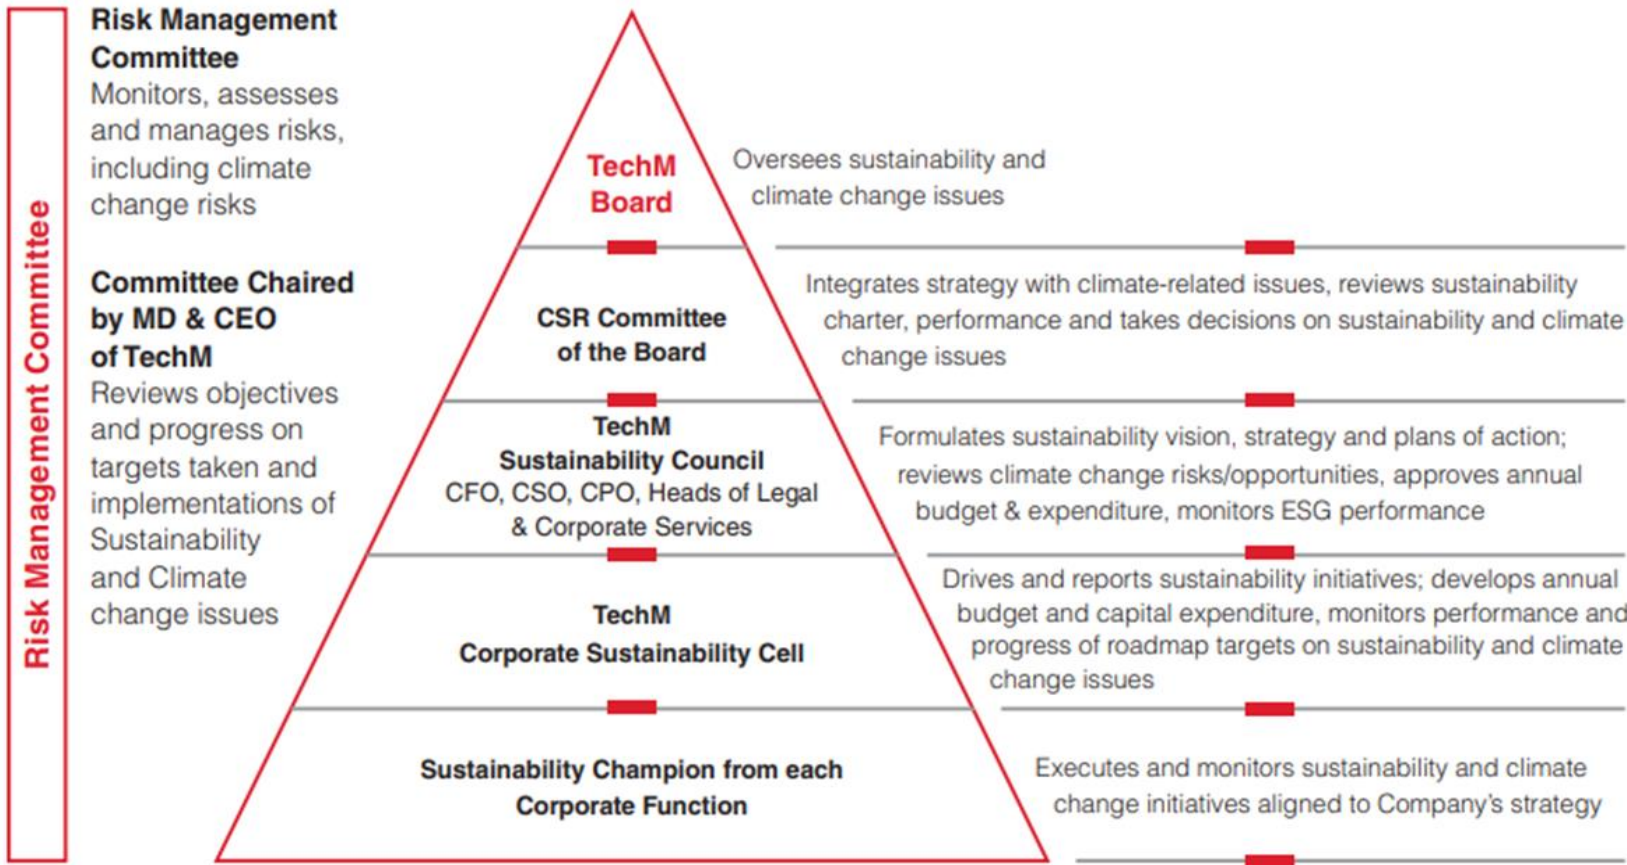 Risk Management Committee
Risk Management
Committee
Monitors, assesses
and manages risks,
including climate
change risks
Committee Chaired
by MD & CEO
of TechM
Reviews objectives
and progress on
targets taken and
implementations of
Sustainability
and Climate
change issues
TechM
Board
Oversees sustainability and
climate change issues
CSR Committee
of the Board
Integrates strategy with climate-related issues, reviews sustainability
charter, performance and takes decisions on sustainability and climate
change issues
TechM
Sustainability Council
CFO, CSO, CPO, Heads of Legal
& Corporate Services
Formulates sustainability vision, strategy and plans of action;
reviews climate change risks/opportunities, approves annual
budget & expenditure, monitors ESG performance
TechM
Corporate Sustainability Cell
Drives and reports sustainability initiatives; develops annual
budget and capital expenditure, monitors performance and
progress of roadmap targets on sustainability and climate
change issues
Sustainability Champion from each
Corporate Function
Executes and monitors sustainability and climate
change initiatives aligned to Company's strategy